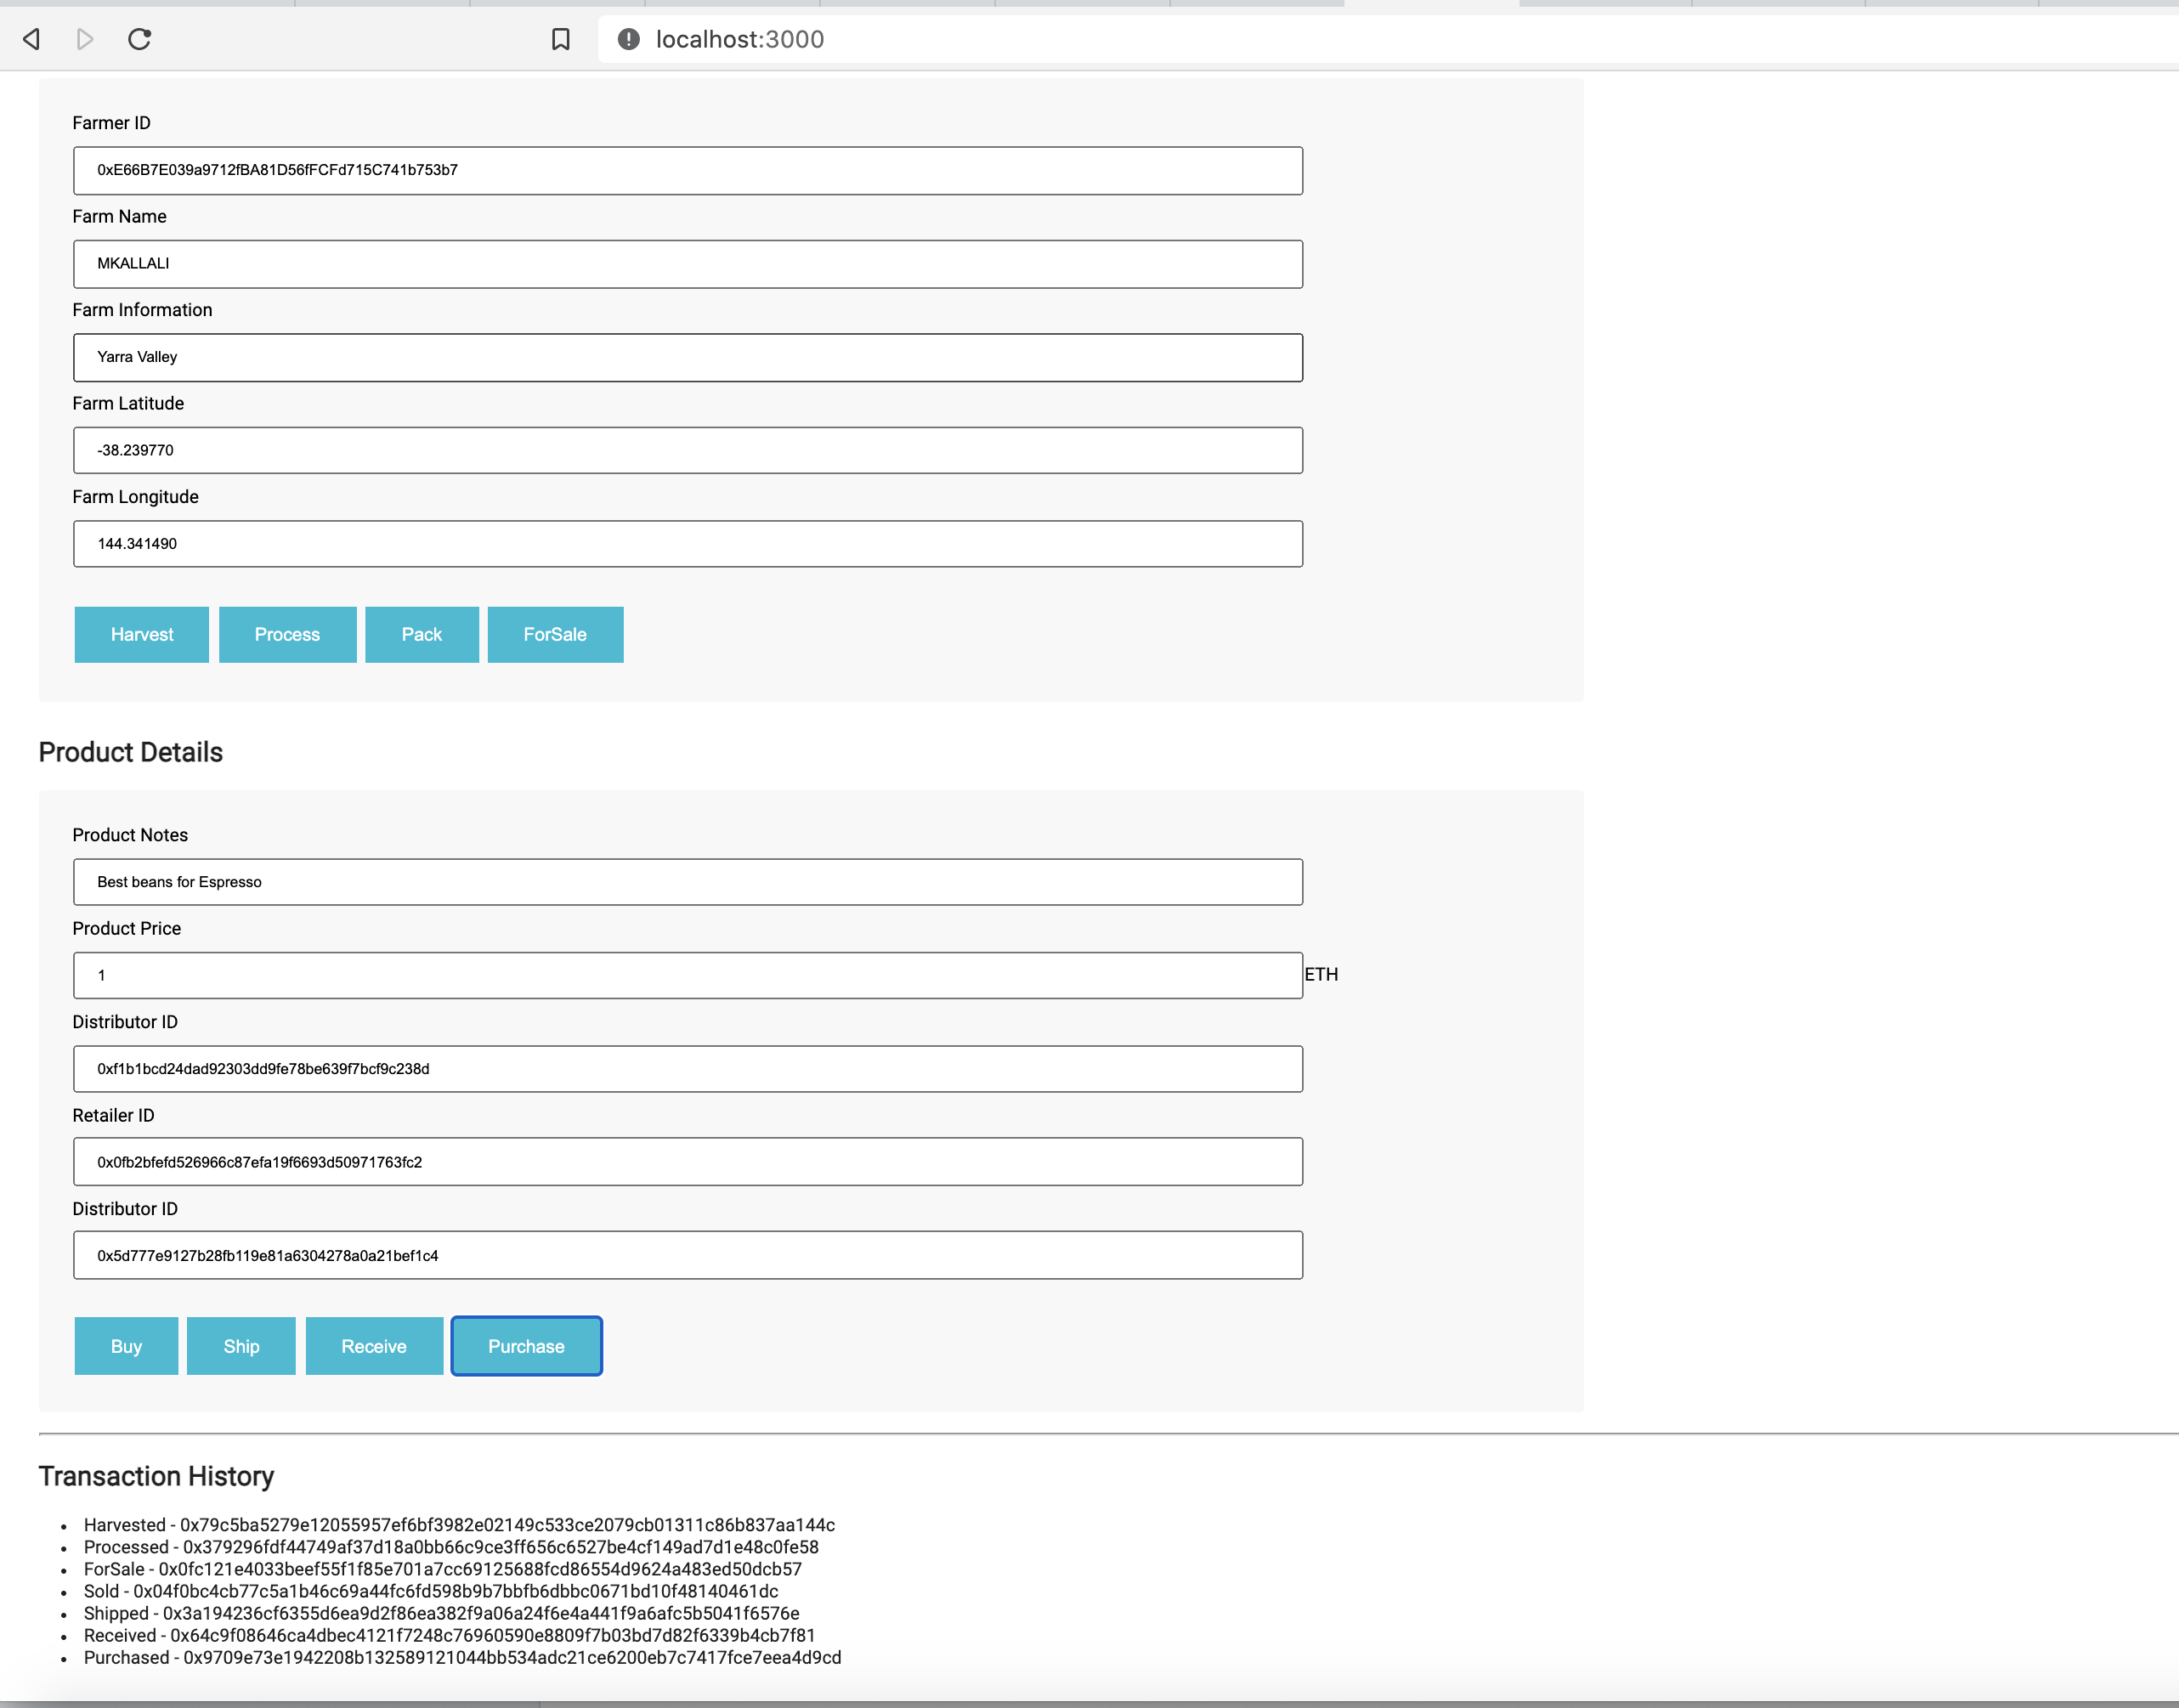 localhost:3000
Farmer ID
0xE66B7E039a9712fBA81D56fFCFd715C741b753b7
Farm Name
MKALLALI
Farm Information
Yarra Valley
Farm Latitude
-38.239770
Farm Longitude
144.341490
Harvest Process Pack ForSale
Product Details
Product Notes
Best beans for Espresso
Product Price
1 ETH
Distributor ID
0xf1b1bcd24dad92303dd9fe78be639f7bcf9c238d
Retailer ID
0x0fb2bfefd526966c87efa19f6693d50971763fc2
Distributor ID
0x5d777e9127b28fb119e81a6304278a0a21bef1c4
Buy Ship Receive Purchase
Transaction History
Harvested - 0x79c5ba5279e12055957ef6bf3982e02149c533ce2079cb01311c86b837aa144c
Processed - 0x379296fdf44749af37d18a0bb66c9ce3ff656c6527be4cf149ad7d1e48c0fe58
ForSale - 0x0fc121e4033beef55f1f85e701a7cc69125688fcd86554d9624a483ed50dcb57
Sold - 0x04f0bc4cb77c5a1b46c69a44fc6fd598b9b7bbfb6dbbc0671bd10f48140461dc
Shipped - 0x3a194236cf6355d6ea9d2f86ea382f9a06a24f6e4a441f9a6afc5b5041f6576e
Received - 0x64c9f08646ca4dbec4121f7248c76960590e8809f7b03bd7d82f6339b4cb7f81
Purchased - 0x9709e73e1942208b132589121044bb534adc21ce6200eb7c7417fce7eea4d9cd